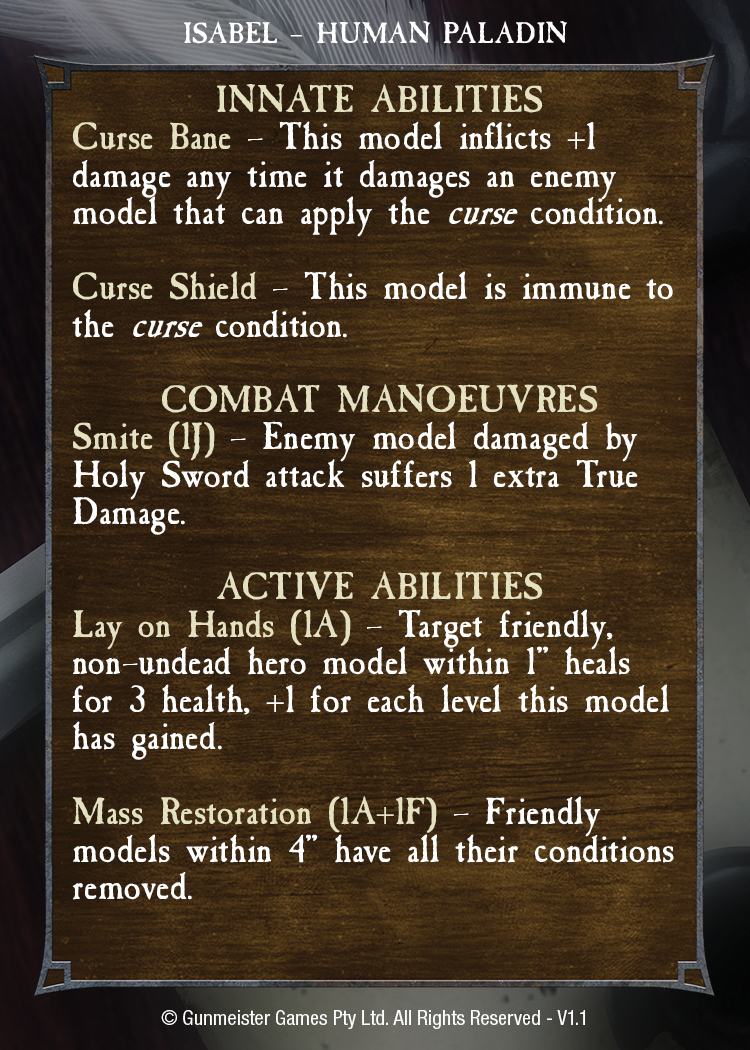 ISABEL – HUMAN PALADIN
INNATE ABILITIES
Curse Bane – This model inflicts +1
damage any time it damages an enemy
model that can apply the curse condition.
Curse Shield – This model is immune to
the curse condition.
COMBAT MANOEUVRES
Smite (1J) – Enemy model damaged by
Holy Sword attack suffers 1 extra True
Damage.
ACTIVE ABILITIES
Lay on Hands (1A) – Target friendly,
non-undead hero model within 1" heals
for 3 health, +1 for each level this model
has gained.
Mass Restoration (1A+1F) – Friendly
models within 4" have all their conditions
removed.
© Gunmeister Games Pty Ltd. All Rights Reserved - V1.1